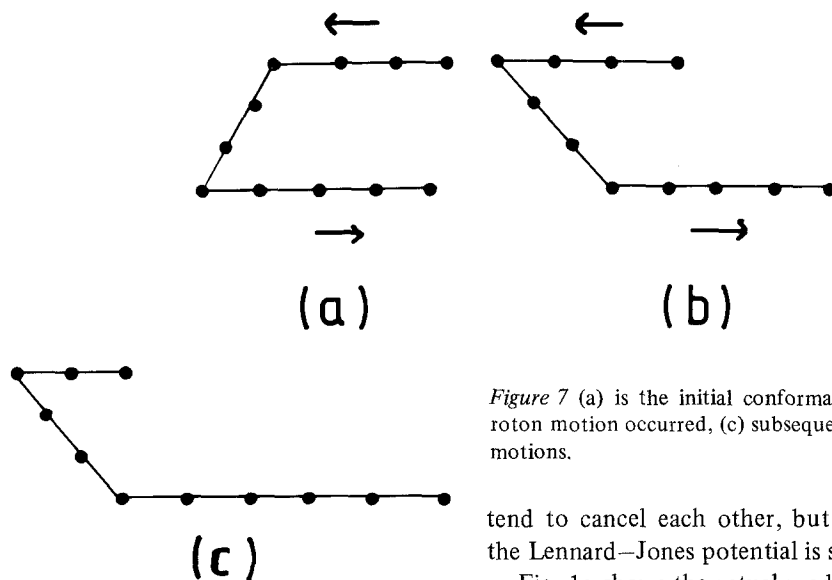 (a)
(b)
Figure 7 (a) is the initial conforma
roton motion occurred, (c) subseque
motions.
tend to cancel each other, but
the Lennard–Jones potential is s
(c)